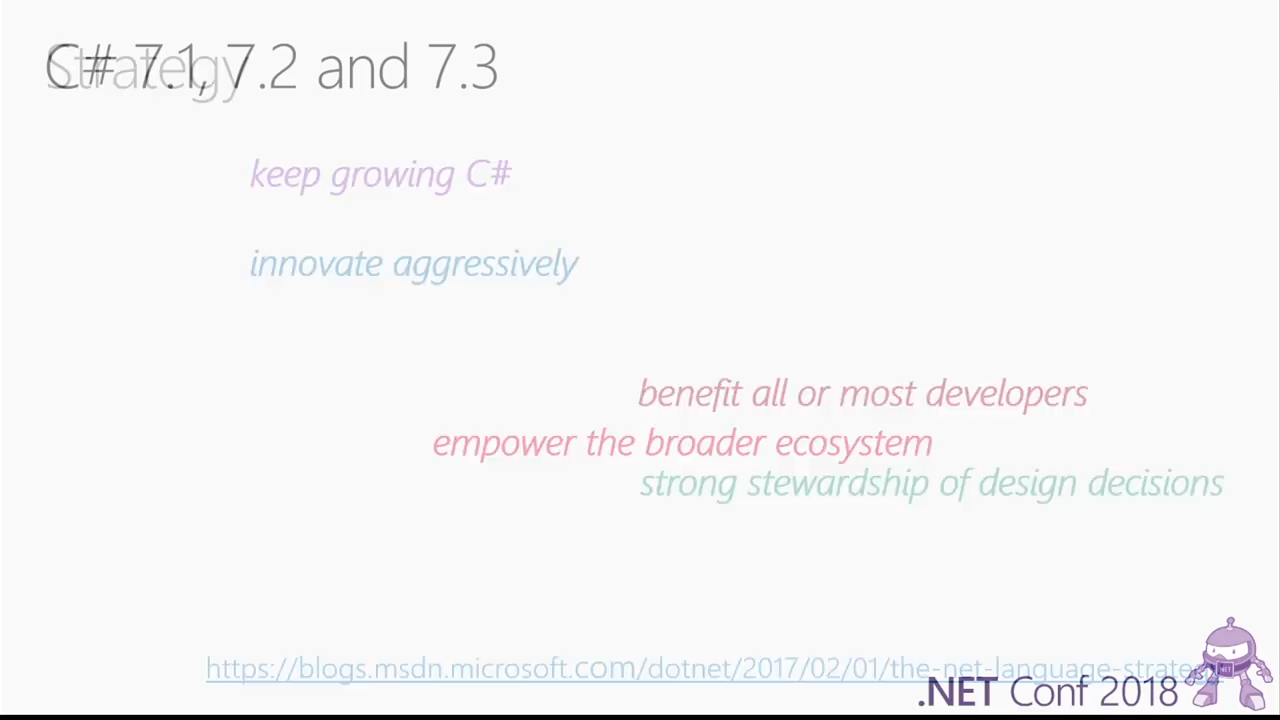 Strategy
C# 7.1, 7.2 and 7.3
keep growing C#
innovate aggressively
benefit all or most developers
empower the broader ecosystem
strong stewardship of design decisions
https://blogs.msdn.microsoft.com/dotnet/2017/02/01/the-net-language-strategy/
.NET Conf 2018
NET